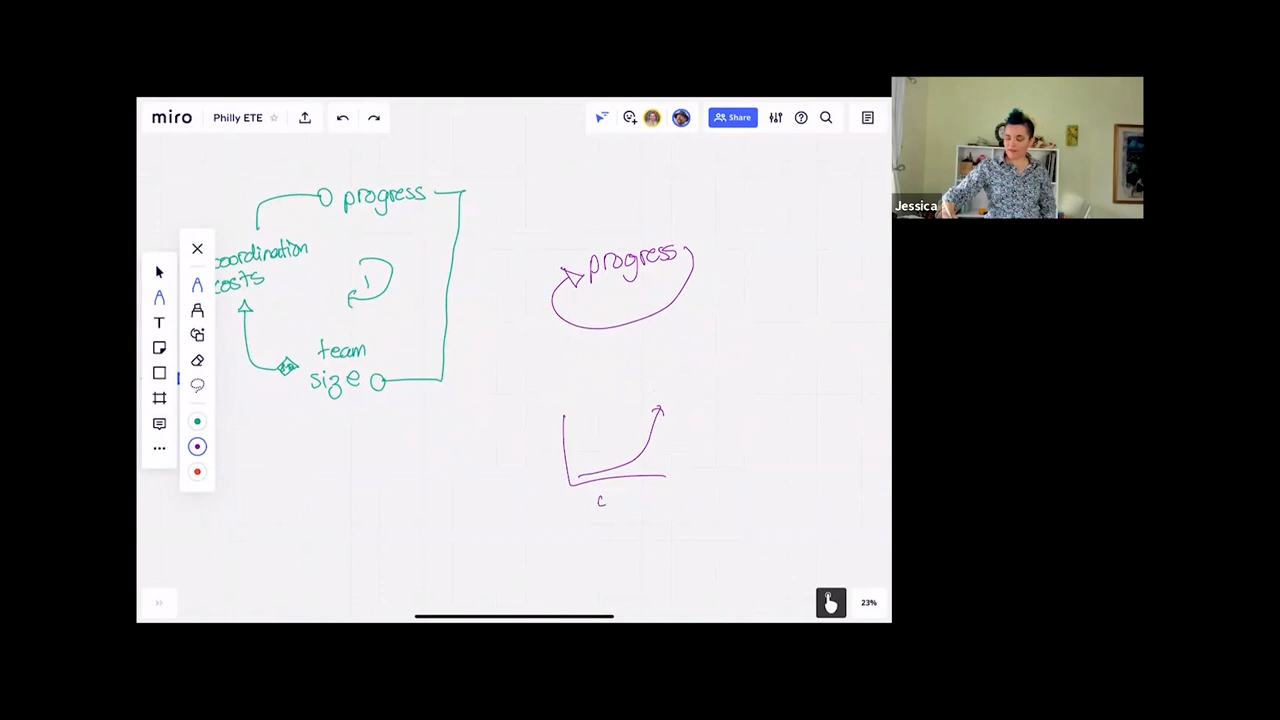 miro
Philly ETE
Share
Jessica
progress
coordination
costs
team
size
progress
c
T
23%